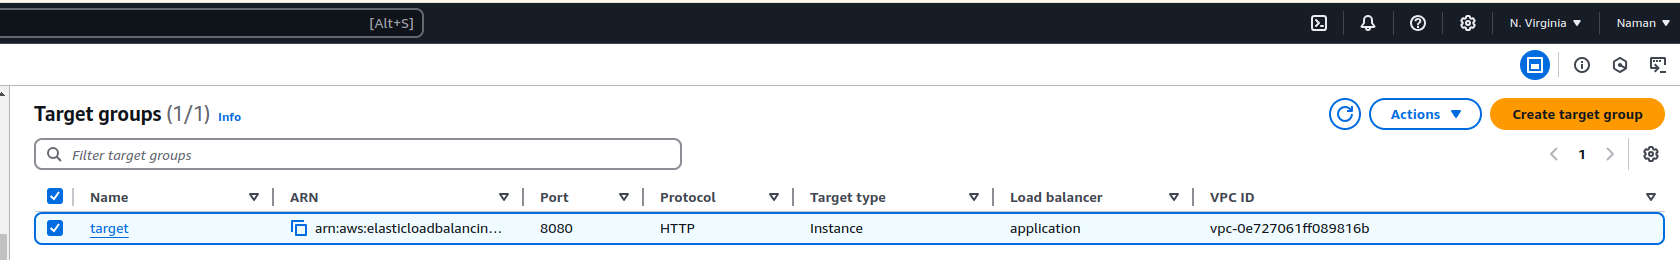 [Alt+S] N. Virginia Naman
Target groups (1/1) Info Actions Create target group
Filter target groups 1
Name ARN Port Protocol Target type Load balancer VPC ID
target arn:aws:elasticloadbalancin... 8080 HTTP Instance application vpc-0e727061ff089816b